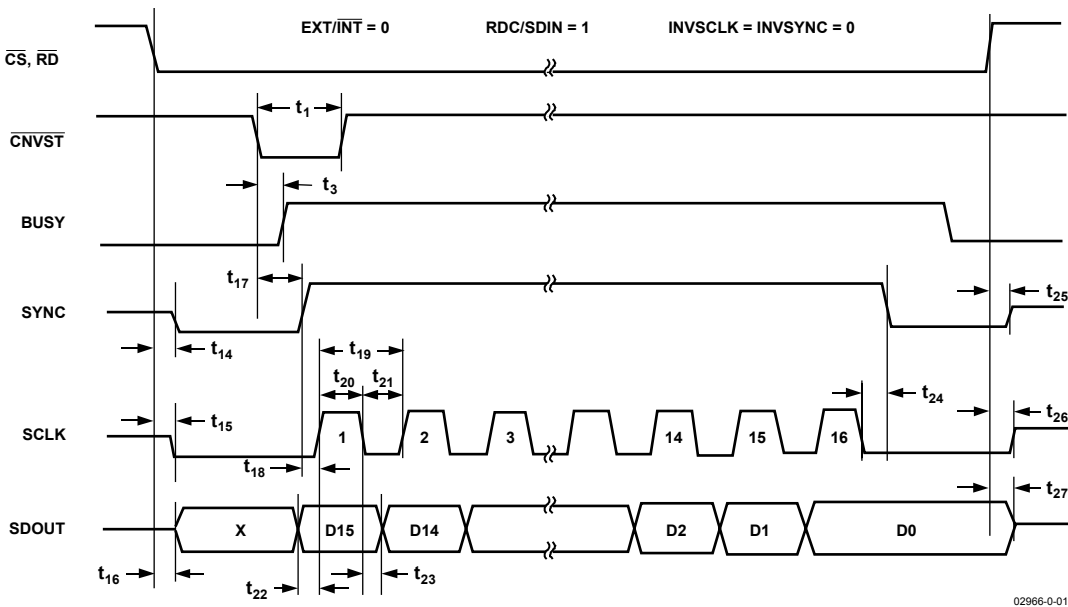 EXT/INT = 0 RDC/SDIN = 1 INVSCLK = INVSYNC = 0
CS, RD
t1
CNVST
t3
BUSY
t17
SYNC
t25
t14
t19
t20 t21
t24
t15
t26
SCLK
1 2 3 14 15 16
t18
t27
SDOUT
X D15 D14 D2 D1 D0
t16
t22
t23
02966-0-01